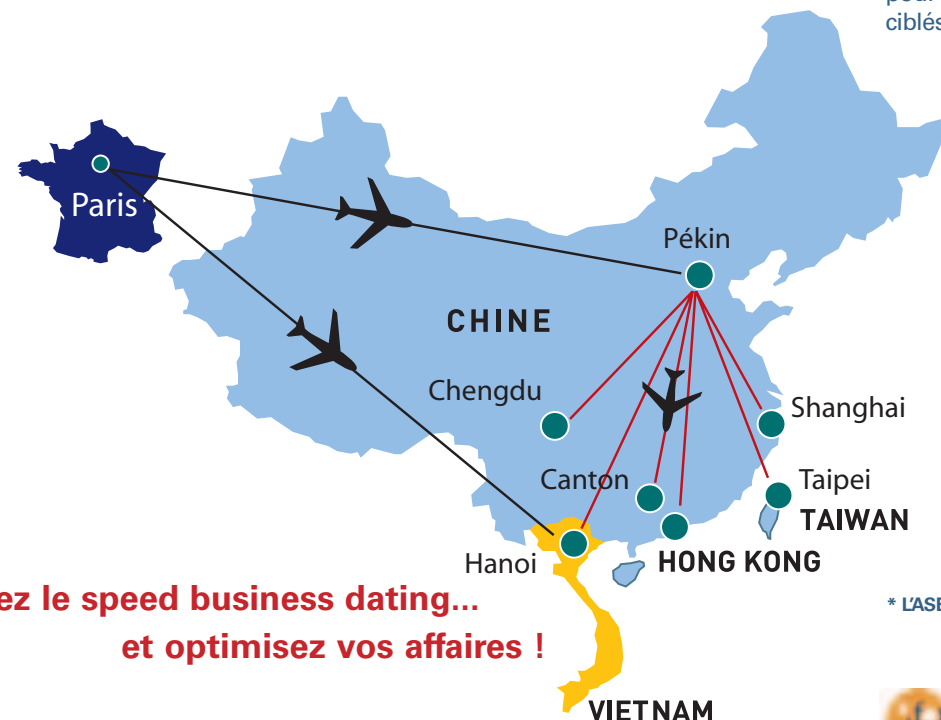 ciblés
Paris
Pékin
CHINE
Chengdu
Shanghai
Canton
Taipei
TAIWAN
Hanoi
HONG KONG
ez le speed business dating...
et optimisez vos affaires !
* L'ASE
VIETNAM